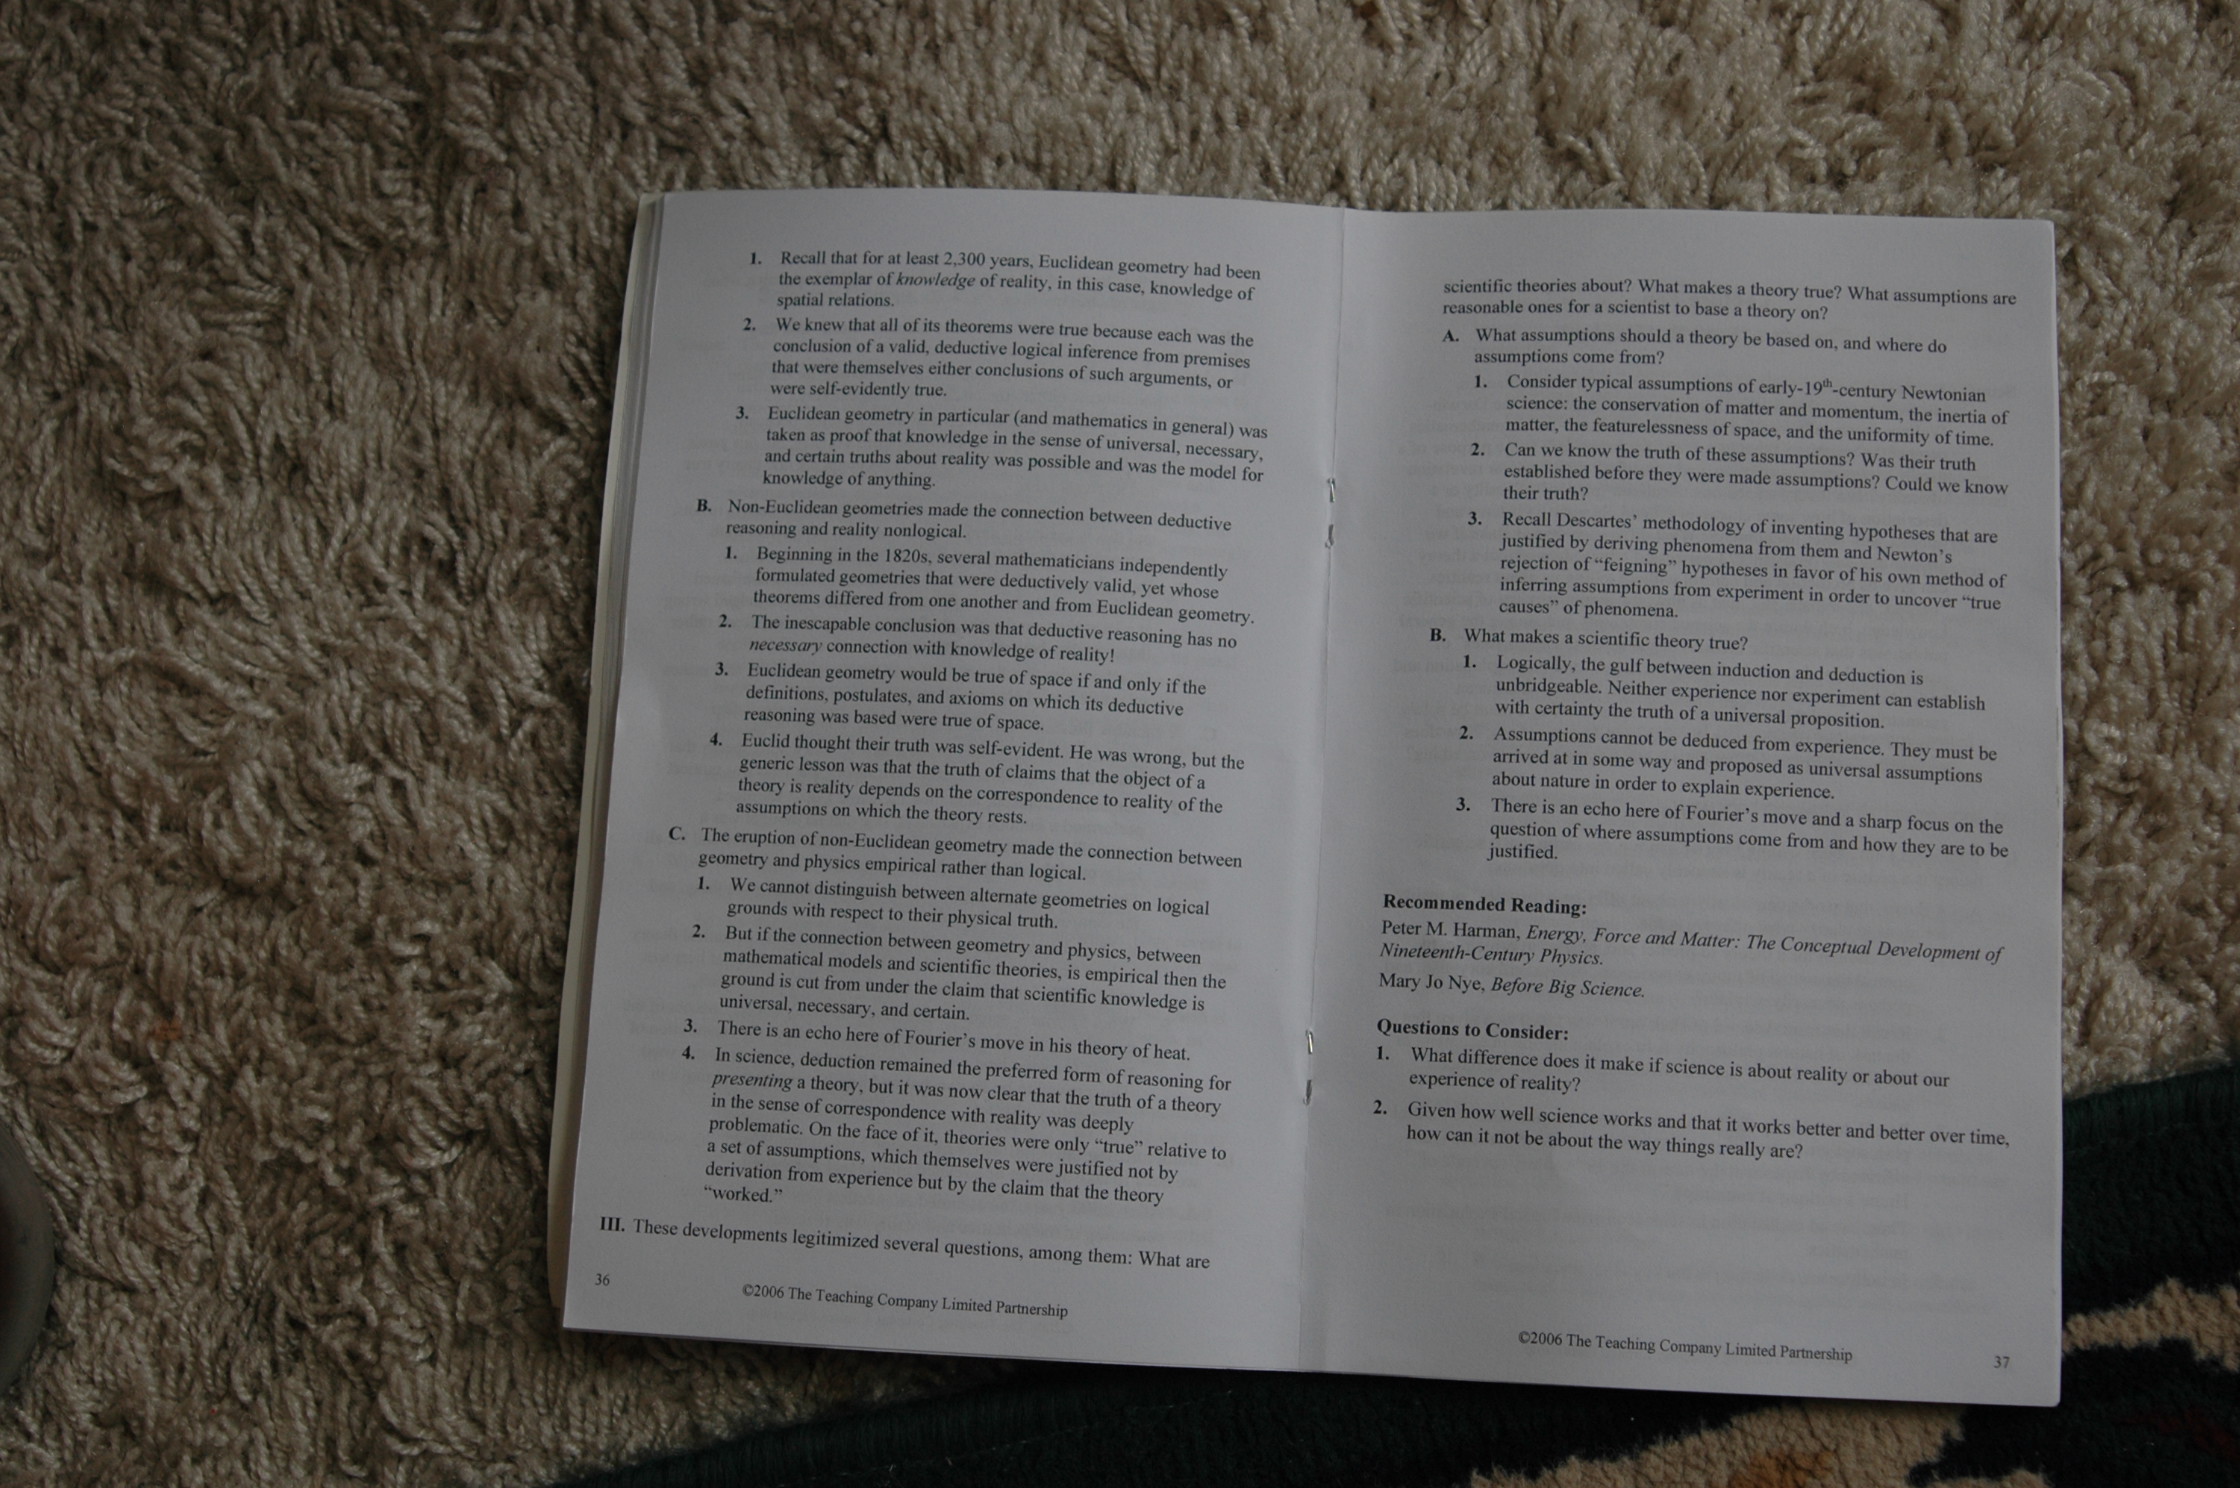 1. Recall that for at least 2,300 years, Euclidean geometry had been
the exemplar of knowledge of reality, in this case, knowledge of
spatial relations.
2. We knew that all of its theorems were true because each was the
conclusion of a valid, deductive logical inference from premises
that were themselves either conclusions of such arguments, or
were self-evidently true.
3. Euclidean geometry in particular (and mathematics in general) was
taken as proof that knowledge in the sense of universal, necessary,
and certain truths about reality was possible and was the model for
knowledge of anything.
B. Non-Euclidean geometries made the connection between deductive
reasoning and reality nonlogical.
1. Beginning in the 1820s, several mathematicians independently
formulated geometries that were deductively valid, yet whose
theorems differed from one another and from Euclidean geometry.
2. The inescapable conclusion was that deductive reasoning has no
necessary connection with knowledge of reality!
3. Euclidean geometry would be true of space if and only if the
definitions, postulates, and axioms on which its deductive
reasoning was based were true of space.
4. Euclid thought their truth was self-evident. He was wrong, but the
generic lesson was that the truth of claims that the object of a
theory is reality depends on the correspondence to reality of the
assumptions on which the theory rests.
C. The eruption of non-Euclidean geometry made the connection between
geometry and physics empirical rather than logical.
1. We cannot distinguish between alternate geometries on logical
grounds with respect to their physical truth.
2. But if the connection between geometry and physics, between
mathematical models and scientific theories, is empirical then the
ground is cut from under the claim that scientific knowledge is
universal, necessary, and certain.
3. There is an echo here of Fourier's move in his theory of heat.
4. In science, deduction remained the preferred form of reasoning for
presenting a theory, but it was now clear that the truth of a theory
in the sense of correspondence with reality was deeply
problematic. On the face of it, theories were only “true” relative to
a set of assumptions, which themselves were justified not by
derivation from experience but by the claim that the theory
“worked.”
III. These developments legitimized several questions, among them: What are
36
©2006 The Teaching Company Limited Partnership
scientific theories about? What makes a theory true? What assumptions are
reasonable ones for a scientist to base a theory on?
A. What assumptions should a theory be based on, and where do
assumptions come from?
1. Consider typical assumptions of early-19th-century Newtonian
science: the conservation of matter and momentum, the inertia of
matter, the featurelessness of space, and the uniformity of time.
2. Can we know the truth of these assumptions? Was their truth
established before they were made assumptions? Could we know
their truth?
3. Recall Descartes' methodology of inventing hypotheses that are
justified by deriving phenomena from them and Newton's
rejection of “feigning” hypotheses in favor of his own method of
inferring assumptions from experiment in order to uncover “true
causes” of phenomena.
B. What makes a scientific theory true?
1. Logically, the gulf between induction and deduction is
unbridgeable. Neither experience nor experiment can establish
with certainty the truth of a universal proposition.
2. Assumptions cannot be deduced from experience. They must be
arrived at in some way and proposed as universal assumptions
about nature in order to explain experience.
3. There is an echo here of Fourier's move and a sharp focus on the
question of where assumptions come from and how they are to be
justified.
Recommended Reading:
Peter M. Harman, Energy, Force and Matter: The Conceptual Development of
Nineteenth-Century Physics.
Mary Jo Nye, Before Big Science.
Questions to Consider:
1. What difference does it make if science is about reality or about our
experience of reality?
2. Given how well science works and that it works better and better over time,
how can it not be about the way things really are?
©2006 The Teaching Company Limited Partnership
37